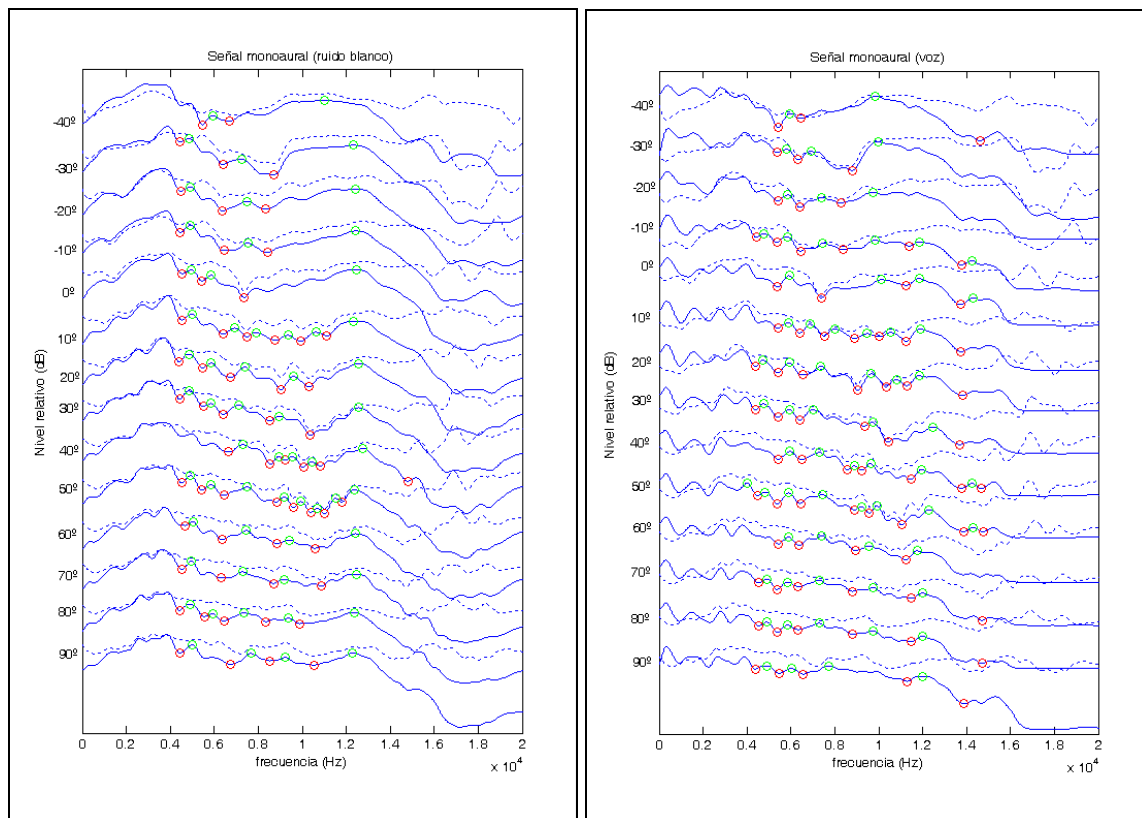 Señal monoaural (ruido blanco)
Nivel relativo (dB)
-40º
-30º
-20º
-10º
0º
10º
20º
30º
40º
50º
60º
70º
80º
90º
0 0.2 0.4 0.6 0.8 1 1.2 1.4 1.6 1.8 2
frecuencia (Hz)
x 10⁴
Señal monoaural (voz)
Nivel relativo (dB)
-40º
-30º
-20º
-10º
0º
10º
20º
30º
40º
50º
60º
70º
80º
90º
0 0.2 0.4 0.6 0.8 1 1.2 1.4 1.6 1.8 2
frecuencia (Hz)
x 10⁴